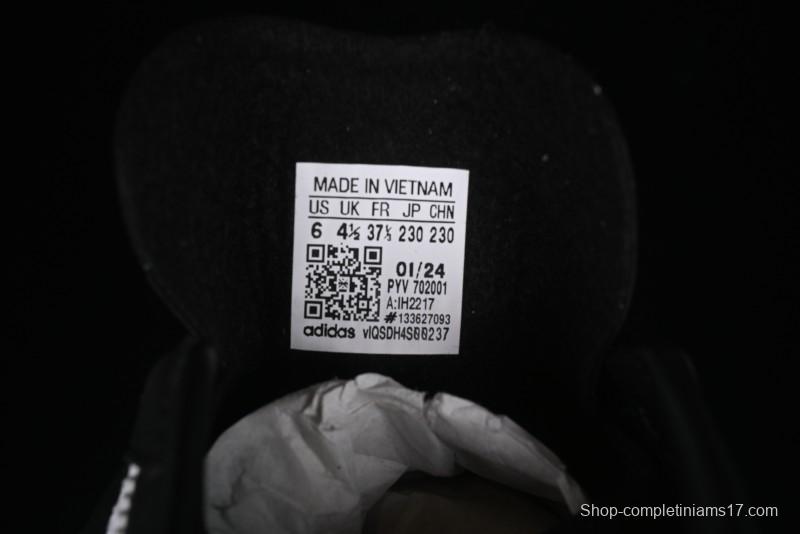 MADE IN VIETNAM
US UK FR JP CHN
6 4½ 37⅓ 230 230
01/24
PYV 702001
A:IH2217
#133627093
adidas vIQSDH4S00237
Shop-completiniams17.com